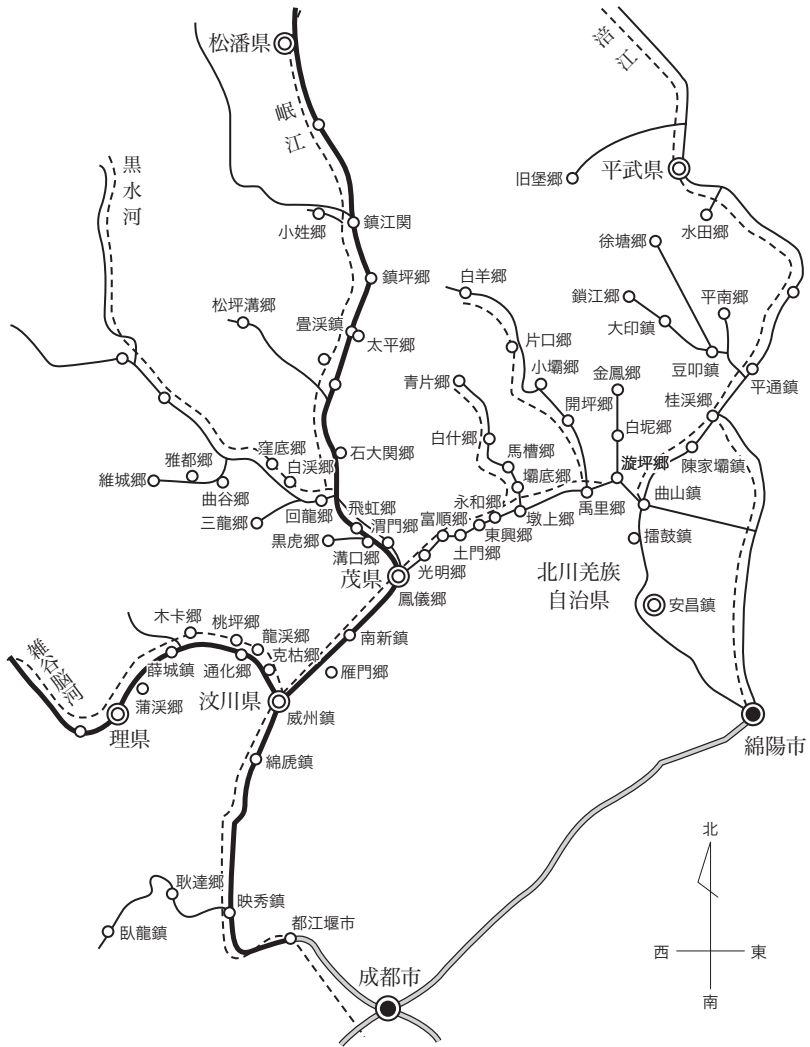 松潘県
岷江
涪江
黒水河
旧堡郷
平武県
水田郷
小姓郷
鎮江関
徐塘郷
鎮坪郷
白羊郷
鎖江郷
平南郷
松坪溝郷
畳渓鎮
太平郷
大印鎮
片口郷
小壩郷
金鳳郷
豆叩鎮
平通鎮
青片郷
開坪郷
桂渓郷
白什郷
白坭郷
窪底郷
石大関郷
馬槽郷
漩坪郷
陳家壩鎮
雅都郷
白渓郷
維城郷
壩底郷
曲谷郷
曲山鎮
三龍郷
回龍郷
飛虹郷
永和郷
禹里郷
渭門郷
富順郷
墩上郷
黒虎郷
東興郷
擂鼓鎮
溝口郷
土門郷
茂県
光明郷
北川羌族
自治県
鳳儀郷
安昌鎮
木卡郷
桃坪郷
龍渓郷
南新鎮
雑谷脳河
克枯郷
薛城鎮
通化郷
雁門郷
蒲渓郷
汶川県
威州鎮
理県
綿陽市
綿虒鎮
北
耿達郷
映秀鎮
都江堰市
臥龍鎮
西
東
成都市
南